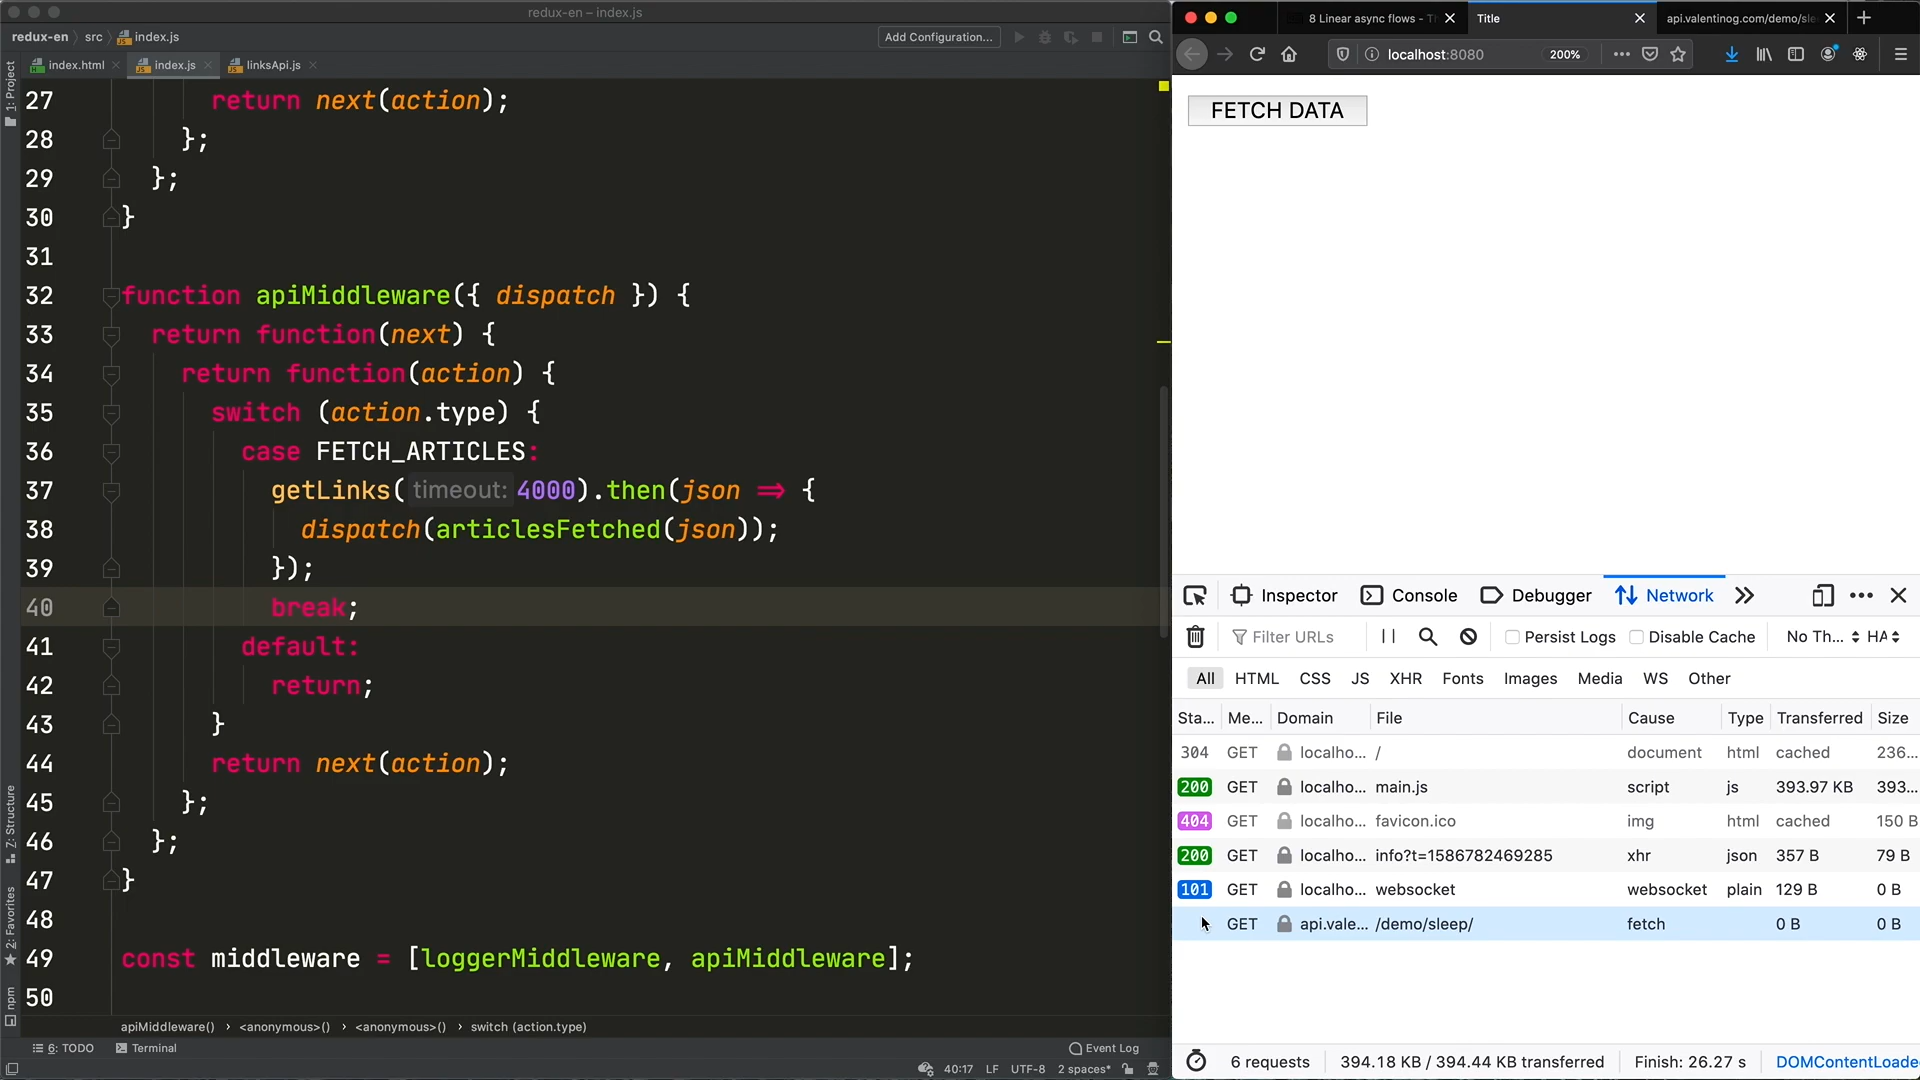 redux-en – index.js
redux-en src index.js
Add Configuration...
index.html index.js linksApi.js
1: Project
Z: Structure
2: Favorites
npm
27 return next(action);
28 };
29 };
30 }
31
32 function apiMiddleware({ dispatch }) {
33 return function(next) {
34 return function(action) {
35 switch (action.type) {
36 case FETCH_ARTICLES:
37 getLinks( timeout: 4000).then(json ⇒ {
38 dispatch(articlesFetched(json));
39 });
40 break;
41 default:
42 return;
43 }
44 return next(action);
45 };
46 };
47 }
48
49 const middleware = [loggerMiddleware, apiMiddleware];
50
apiMiddleware() › <anonymous>() › <anonymous>() › switch (action.type)
6: TODO Terminal Event Log
40:17 LF UTF-8 2 spaces*
8 Linear async flows - T Title api.valentinog.com/demo/sle
localhost:8080 200%
FETCH DATA
Inspector Console Debugger Network
Filter URLs Persist Logs Disable Cache No Th... HA
All HTML CSS JS XHR Fonts Images Media WS Other
Sta... Me... Domain File Cause Type Transferred Size
304 GET localho... / document html cached 236...
200 GET localho... main.js script js 393.97 KB 393...
404 GET localho... favicon.ico img html cached 150 B
200 GET localho... info?t=1586782469285 xhr json 357 B 79 B
101 GET localho... websocket websocket plain 129 B 0 B
GET api.vale... /demo/sleep/ fetch 0 B 0 B
6 requests 394.18 KB / 394.44 KB transferred Finish: 26.27 s DOMContentLoade